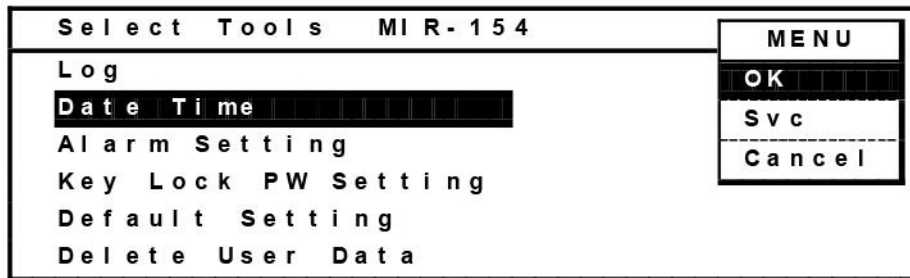 Select Tools MIR-154
MENU
Log
OK
Date Time
Svc
Alarm Setting
Cancel
Key Lock PW Setting
Default Setting
Delete User Data